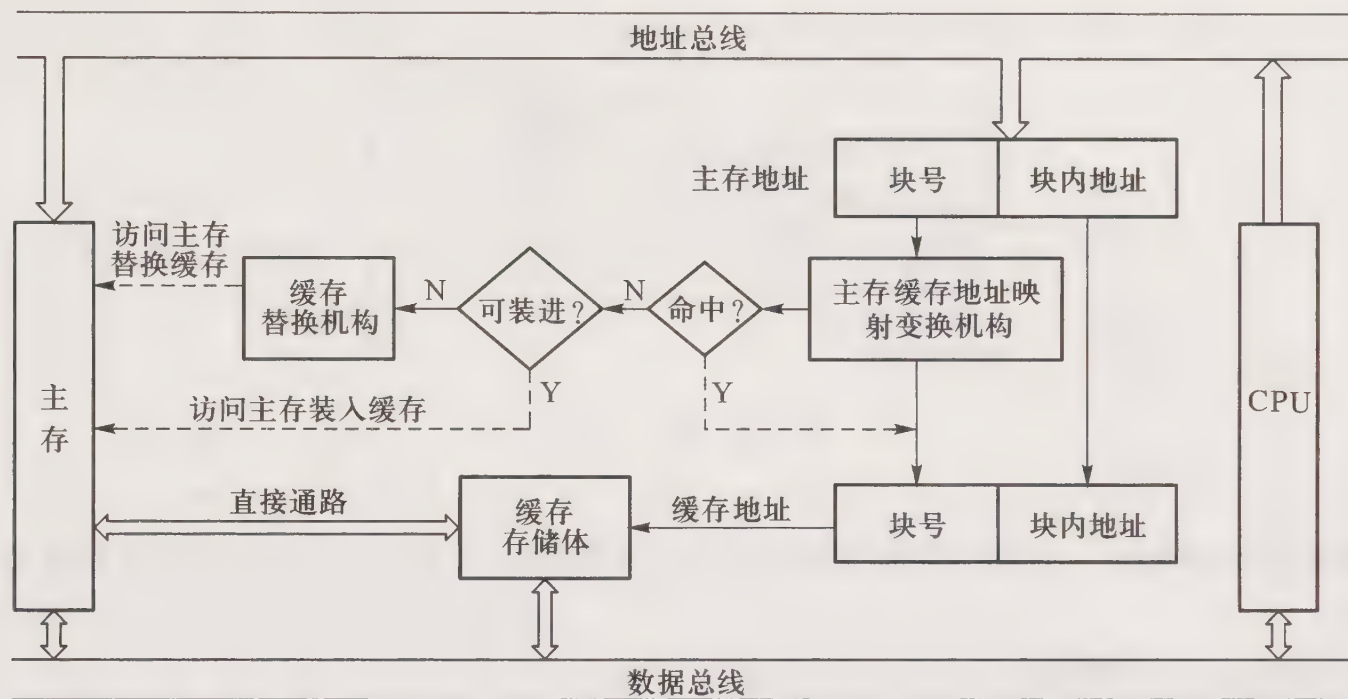 地址总线
主存地址
块号
块内地址
访问主存
替换缓存
缓存
替换机构
N
可装进?
N
命中?
主存缓存地址映
射变换机构
Y
Y
访问主存装入缓存
主存
CPU
直接通路
缓存
存储体
缓存地址
块号
块内地址
数据总线